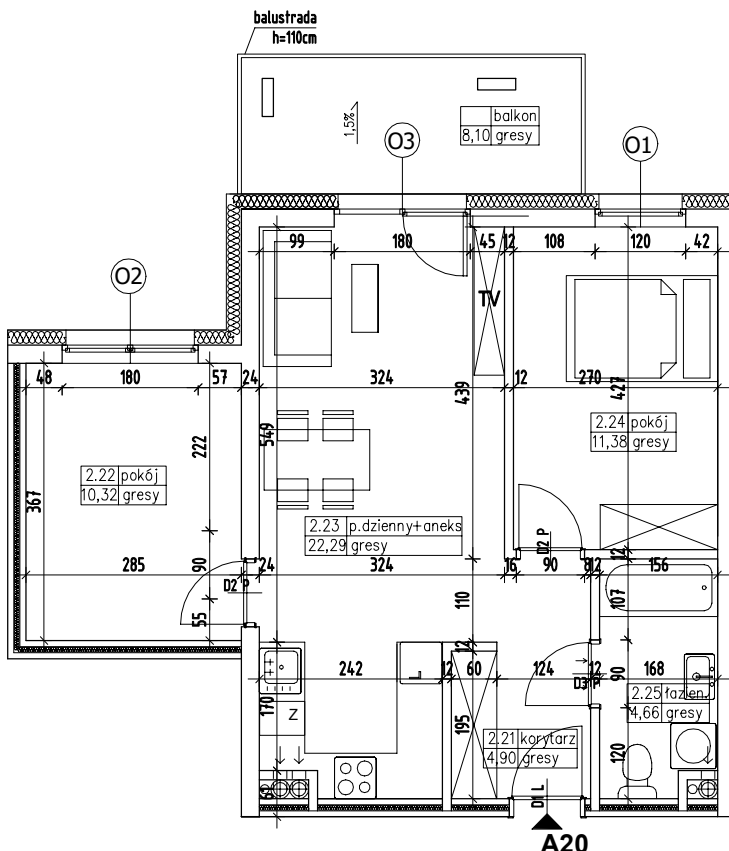 balustrada
h=110cm
1,5%
balkon
8,10 gresy
O3
O1
O2
99
180
45
12
108
120
42
TV
48
180
57
24
324
12
270
439
427
549
222
367
2.24 pokój
11,38 gresy
2.22 pokój
10,32 gresy
2.23 p.dzienny+aneks
22,29 gresy
D2 P
12
285
90
24
324
16
90
8
12
156
D2 P
55
110
107
12
242
12
60
124
12
168
L
90
D3 P
2.25 łazien.
4,66 gresy
170
Z
195
2.21 korytarz
4,90 gresy
120
D1 L
A20